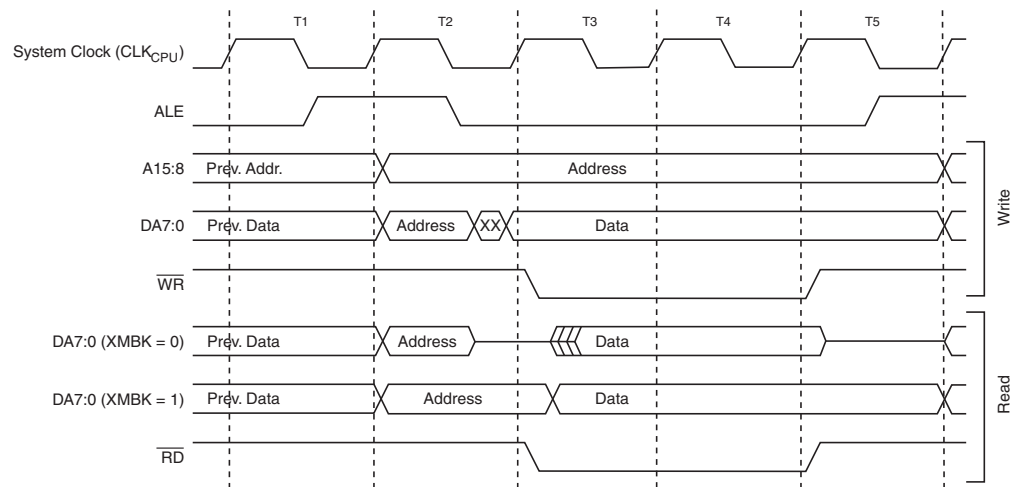 T1 T2 T3 T4 T5
System Clock (CLKCPU)
ALE
A15:8 Prev. Addr. Address
DA7:0 Prev. Data Address XX Data
WR
Write
DA7:0 (XMBK = 0) Prev. Data Address Data
DA7:0 (XMBK = 1) Prev. Data Address Data
RD
Read